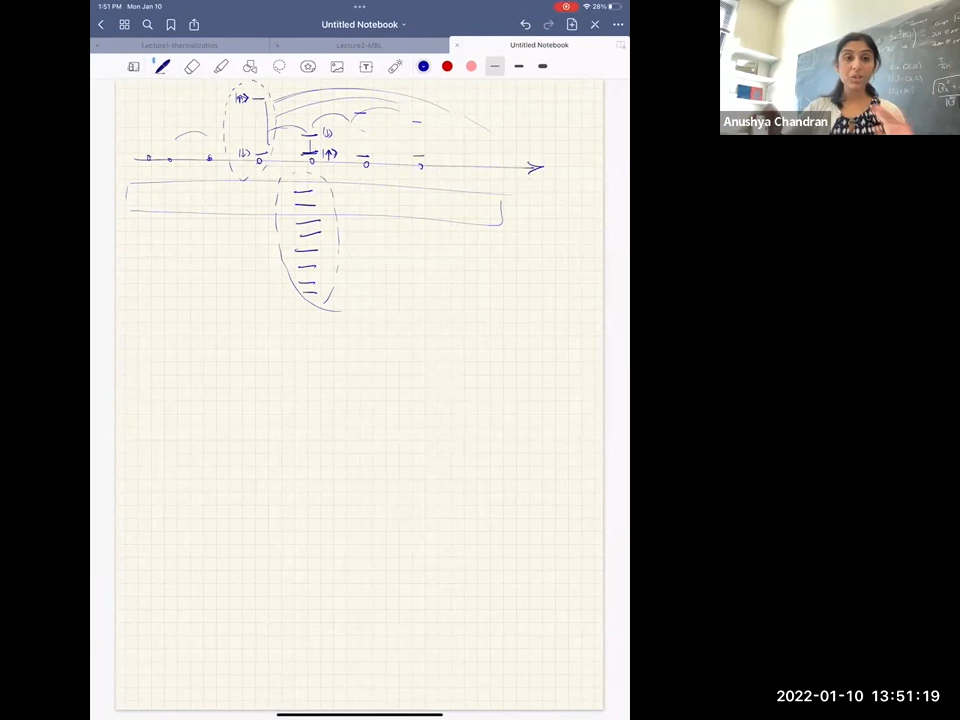 1:51 PM Mon Jan 10
28%
Untitled Notebook
Lecture1-thermalization
Lecture2-MBL
Untitled Notebook
|↑⟩
|↓⟩
|↓⟩
|↑⟩
Anushya Chandran
2022-01-10 13:51:19